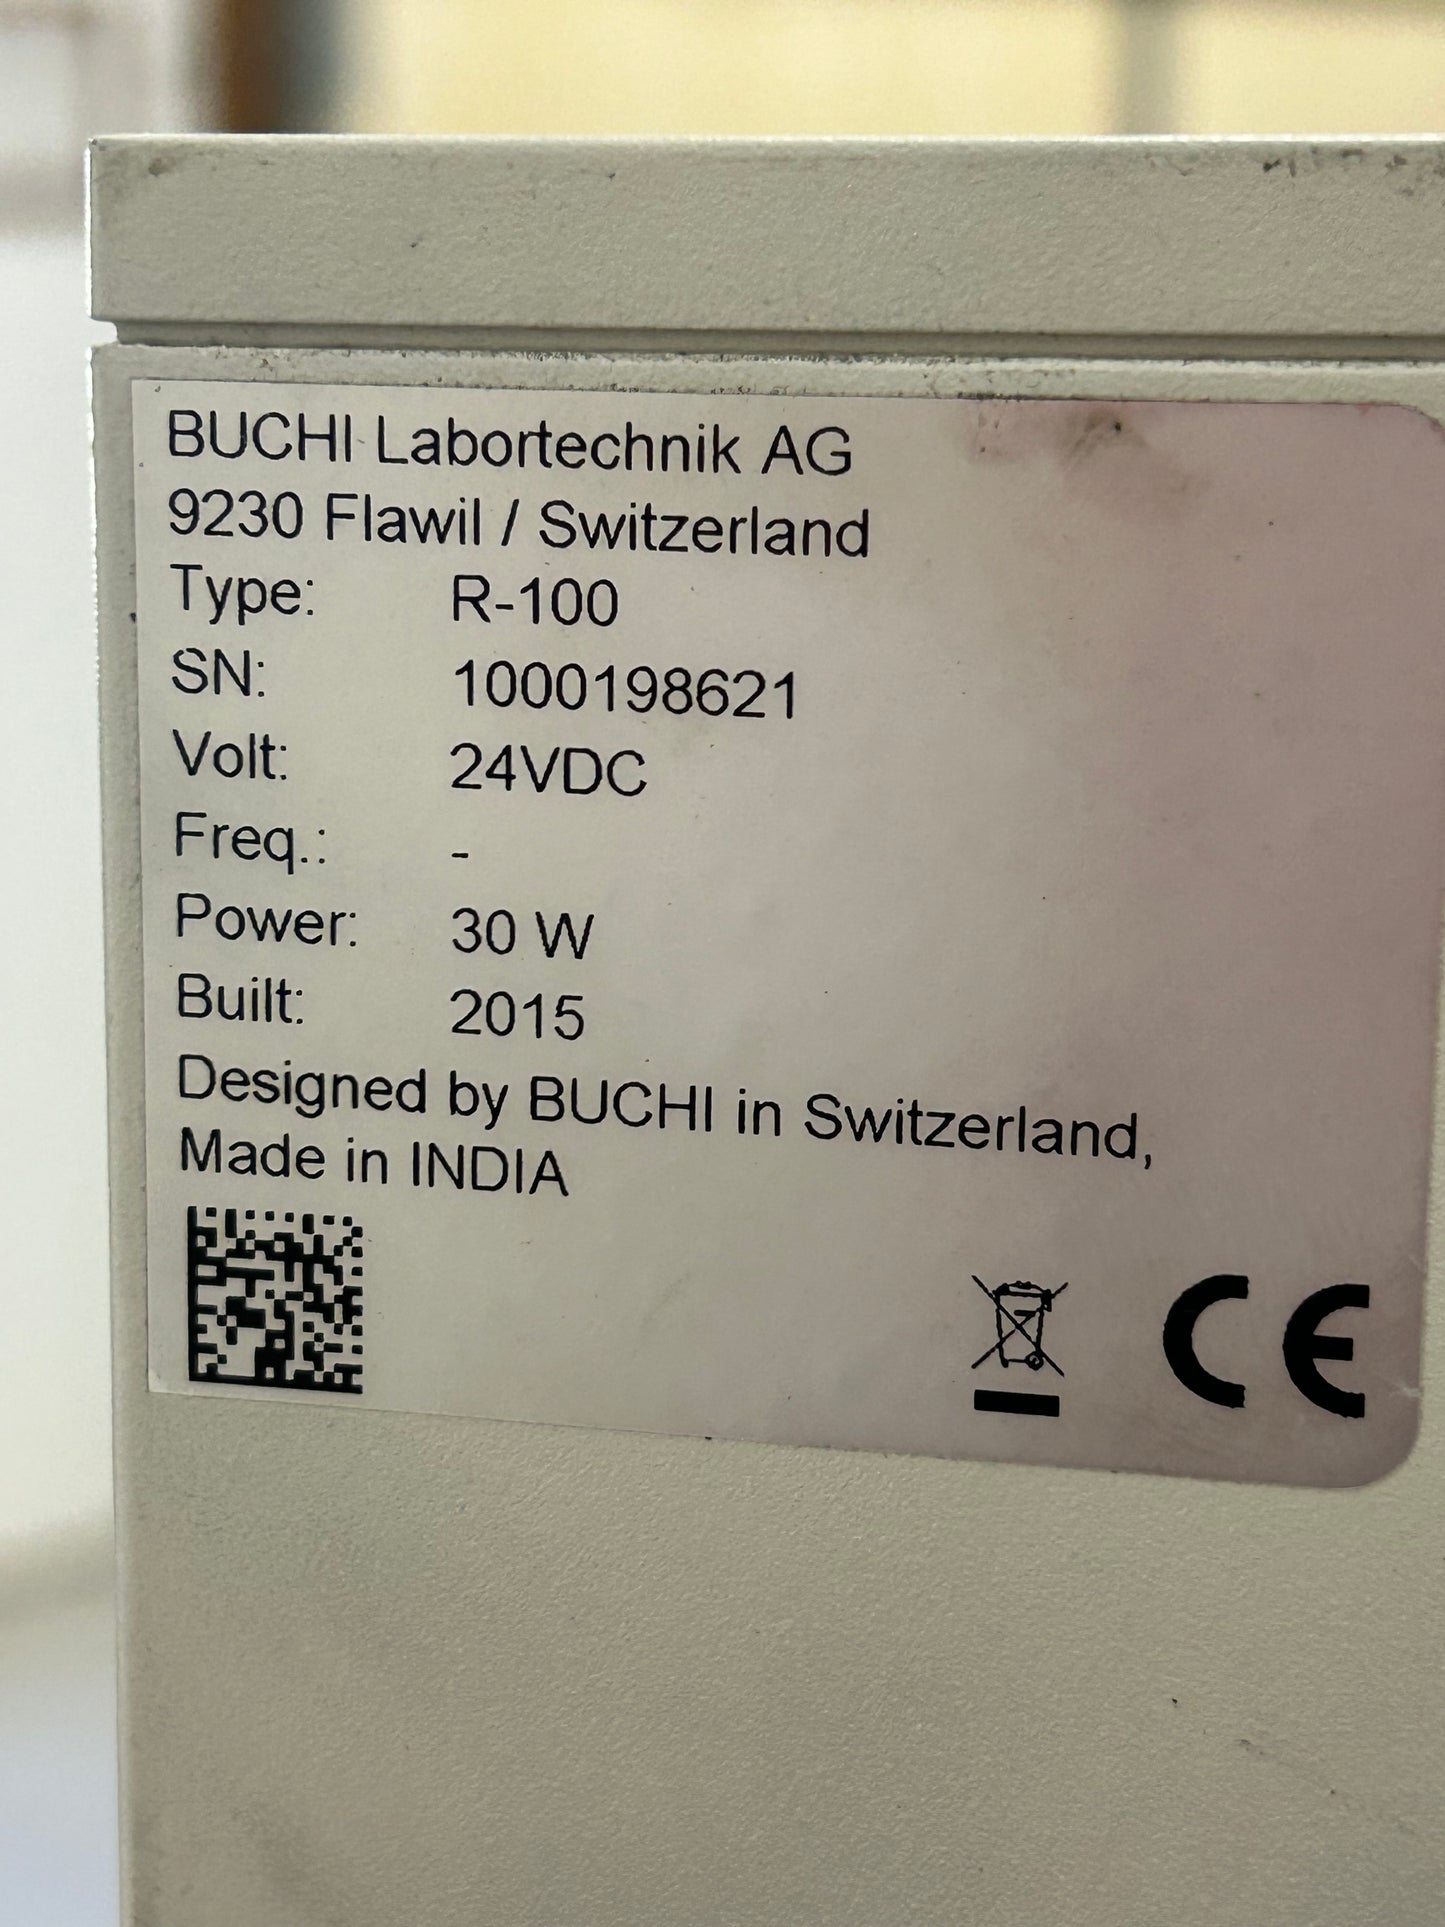 BUCHI Labortechnik AG
9230 Flawil / Switzerland
Type: R-100
SN: 1000198621
Volt: 24VDC
Freq.: -
Power: 30 W
Built: 2015
Designed by BUCHI in Switzerland,
Made in INDIA
CE